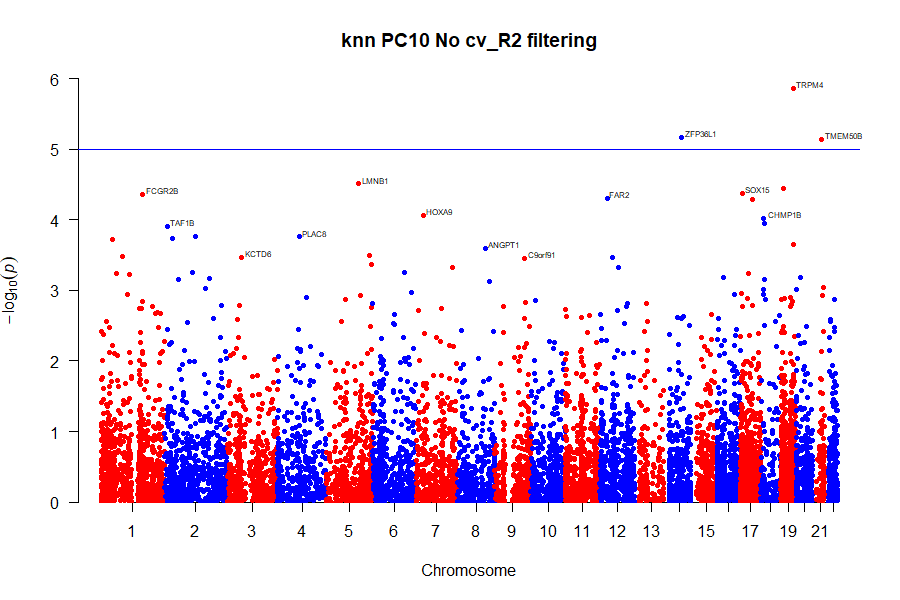 knn PC10 No cv_R2 filtering
6
TRPM4
ZFP36L1
TMEM50B
5
LMNB1
FCGR2B
SOX15
FAR2
HOXA9
CHMP1B
4
TAF1B
PLAC8
ANGPT1
KCTD6
C9orf91
3
2
1
0
−log10(p)
1 2 3 4 5 6 7 8 9 10 11 12 13 15 17 19 21
Chromosome